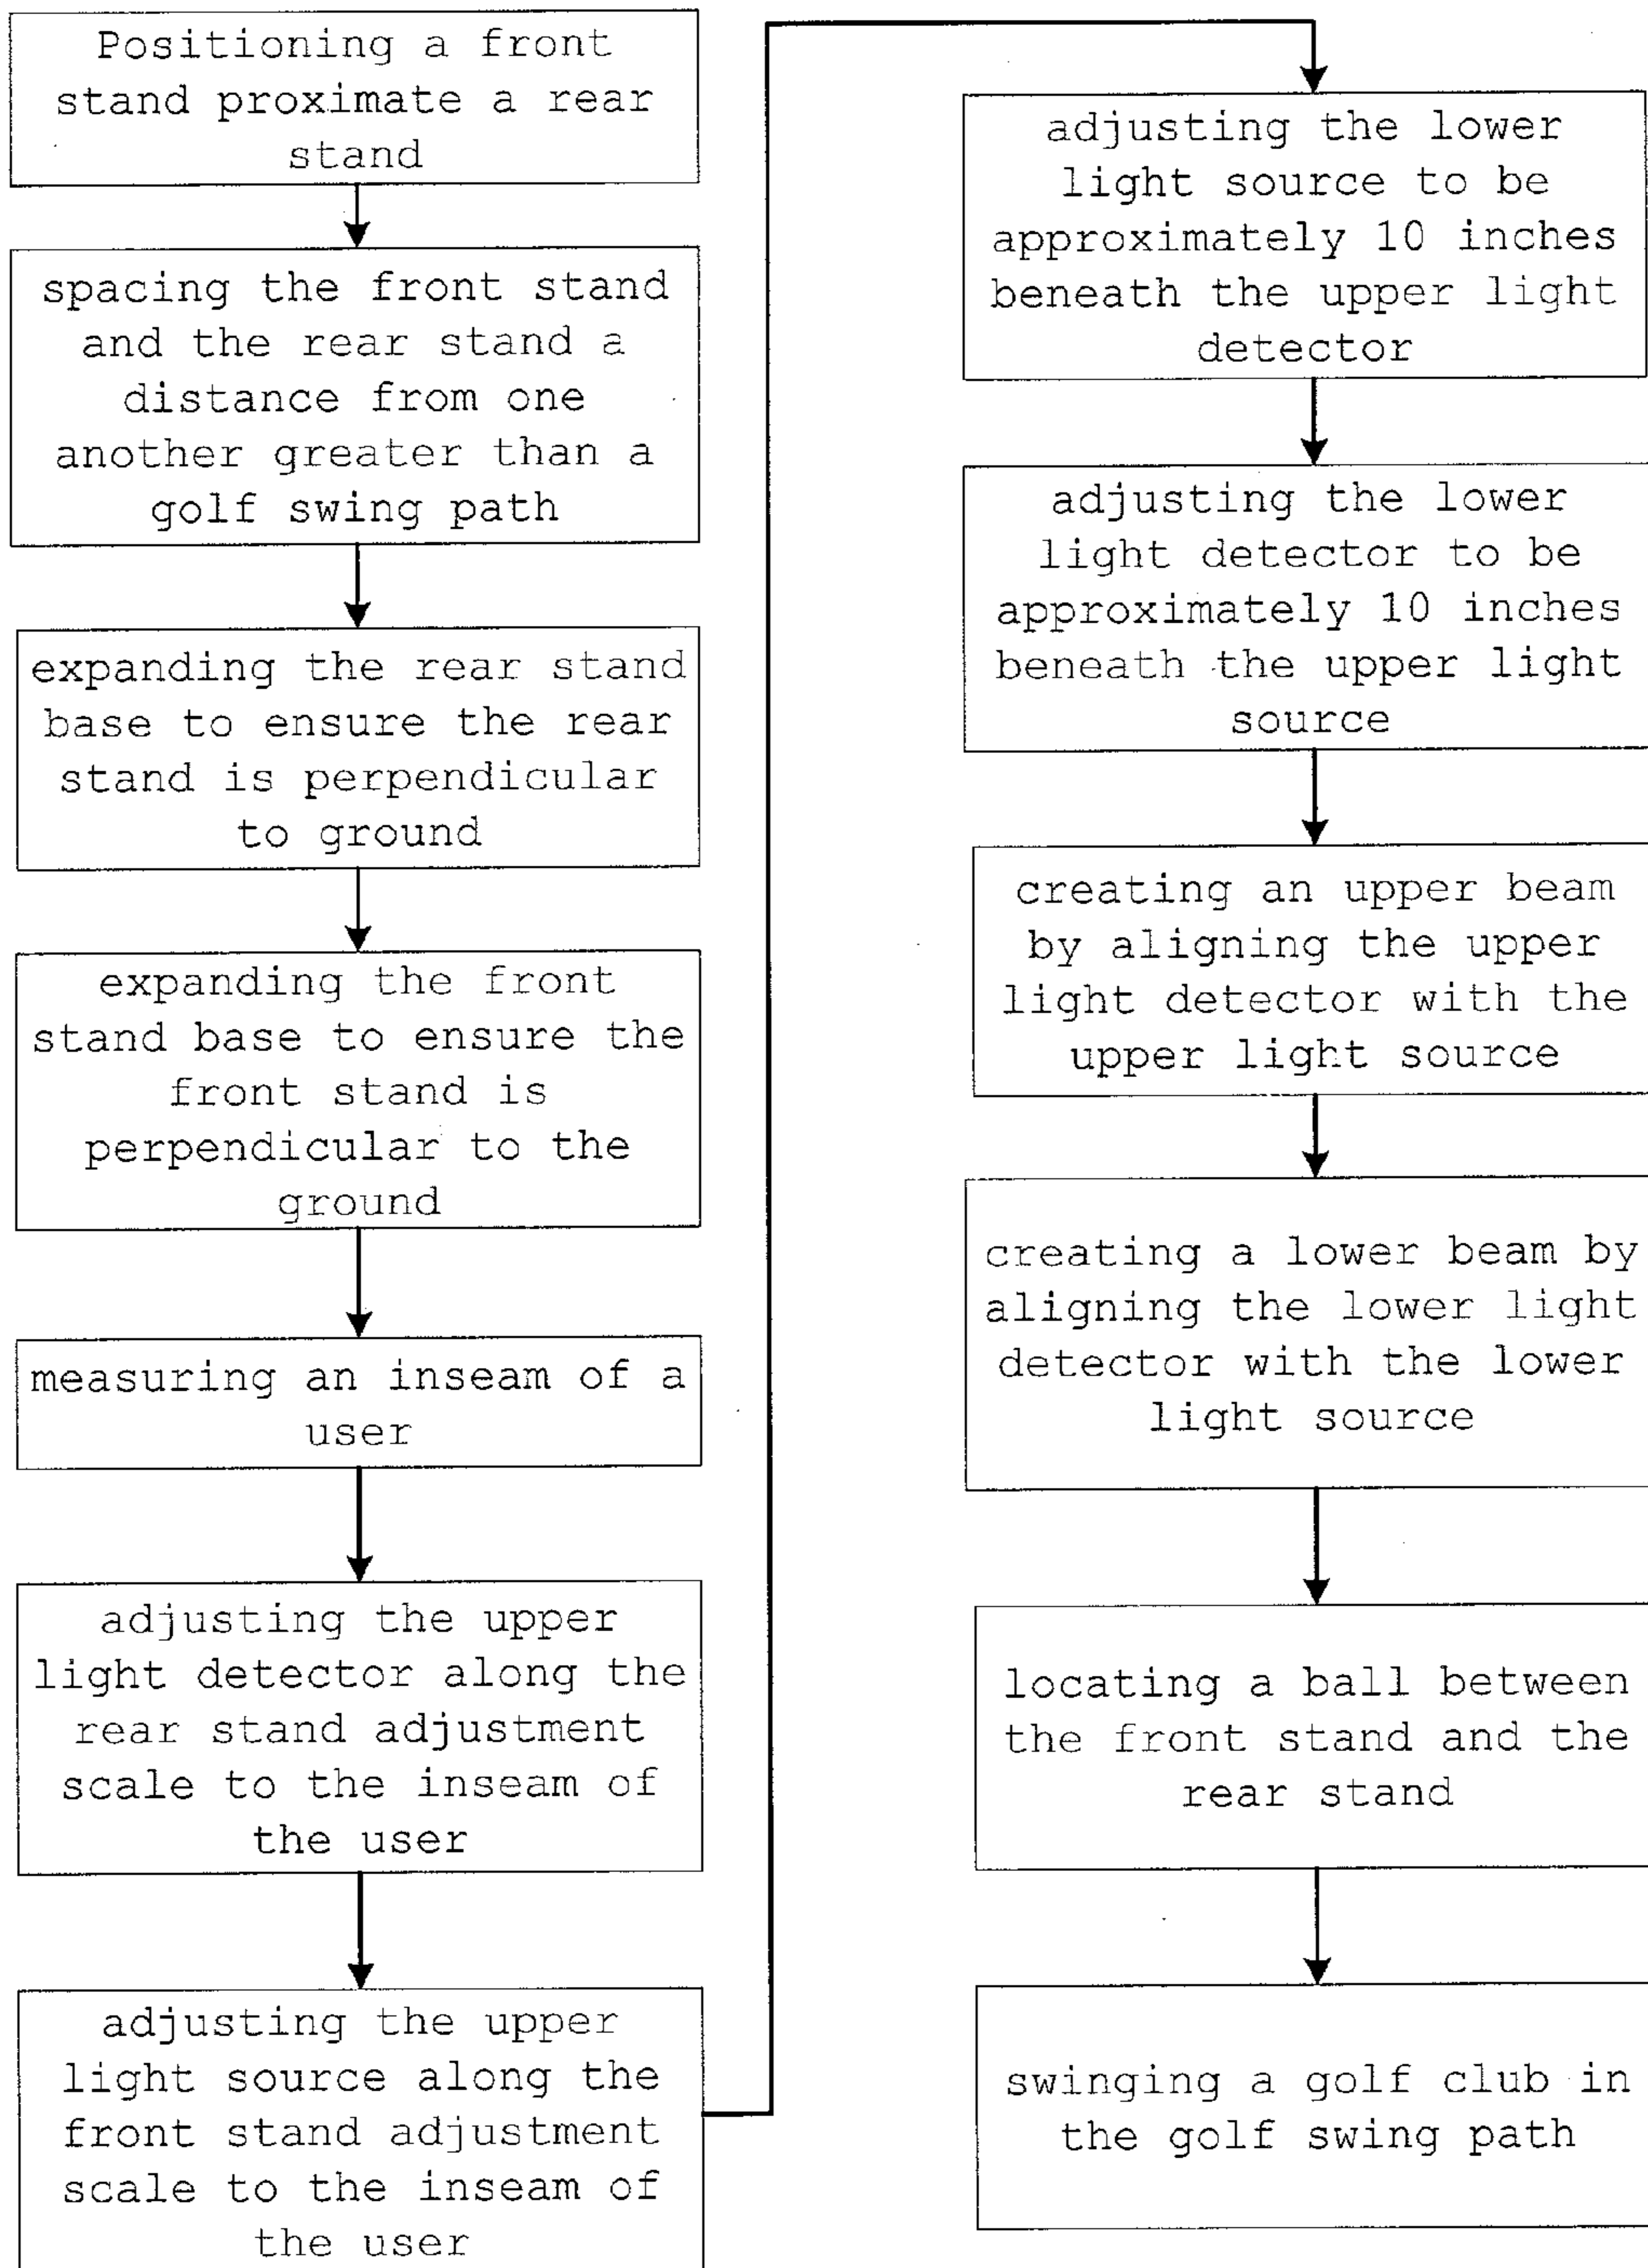 Positioning a front
stand proximate a rear
stand
spacing the front stand
and the rear stand a
distance from one
another greater than a
golf swing path
expanding the rear stand
base to ensure the rear
stand is perpendicular
to ground
expanding the front
stand base to ensure the
front stand is
perpendicular to the
ground
measuring an inseam of a
user
adjusting the upper
light detector along the
rear stand adjustment
scale to the inseam of
the user
adjusting the upper
light source along the
front stand adjustment
scale to the inseam of
the user
adjusting the lower
light source to be
approximately 10 inches
beneath the upper light
detector
adjusting the lower
light detector to be
approximately 10 inches
beneath the upper light
source
creating an upper beam
by aligning the upper
light detector with the
upper light source
creating a lower beam by
aligning the lower light
detector with the lower
light source
locating a ball between
the front stand and the
rear stand
swinging a golf club in
the golf swing path